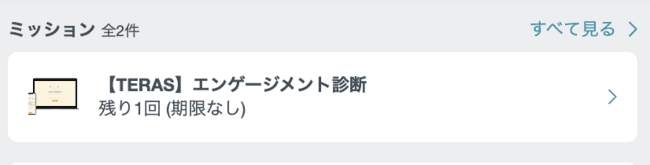 ミッション 全2件 すべて見る
【TERAS】エンゲージメント診断
残り1回 (期限なし)